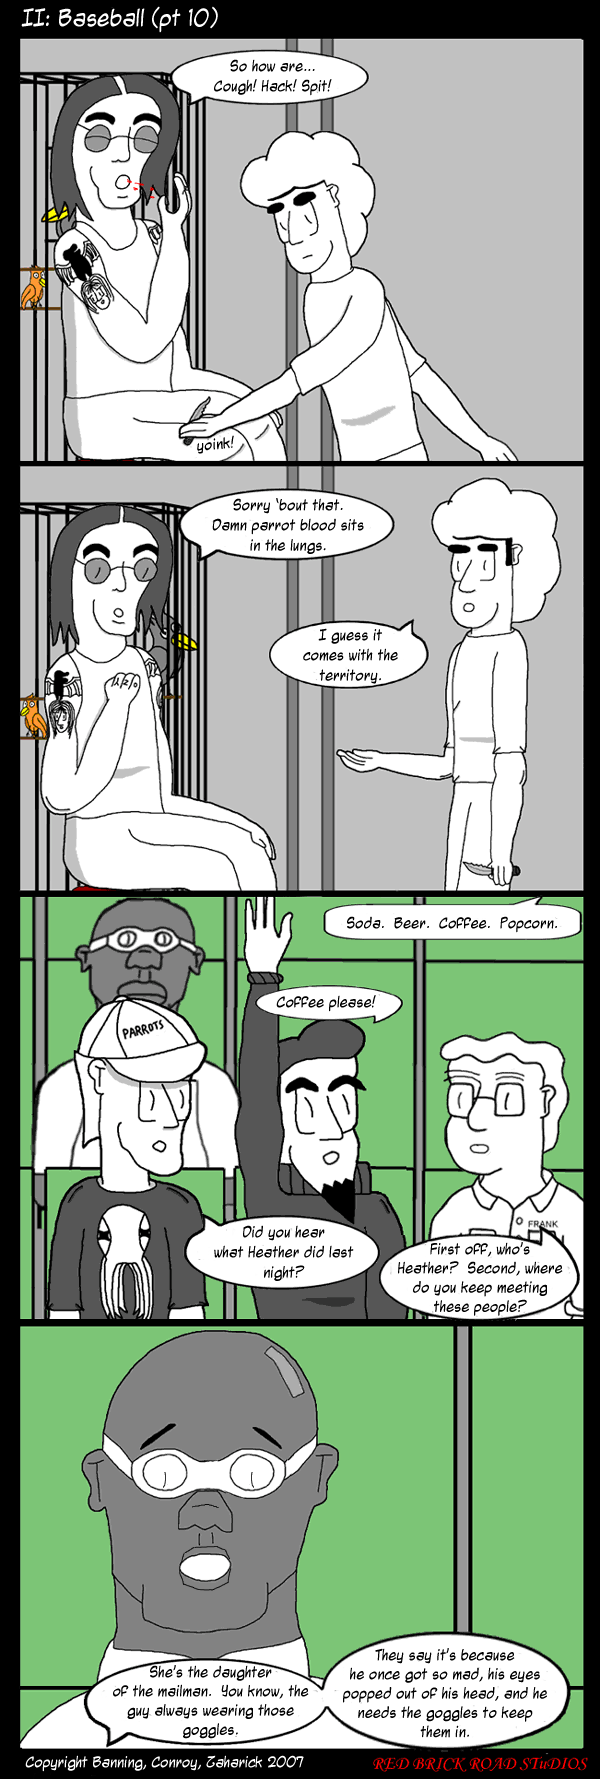 II: Baseball (pt 10)
So how are...
Cough! Hack! Spit!
yoink!
Sorry 'bout that.
Damn parrot blood sits
in the lungs.
I guess it
comes with the
territory.
Soda. Beer. Coffee. Popcorn.
Coffee please!
PARROTS
Did you hear
what Heather did last
night?
FRANK
First off, who's
Heather? Second, where
do you keep meeting
these people?
She's the daughter
of the mailman. You know, the
guy always wearing those
goggles.
They say it's because
he once got so mad, his eyes
popped out of his head, and he
needs the goggles to keep
them in.
Copyright Banning, Conroy, Zaharick 2007
RED BRICK ROAD STuDIOS